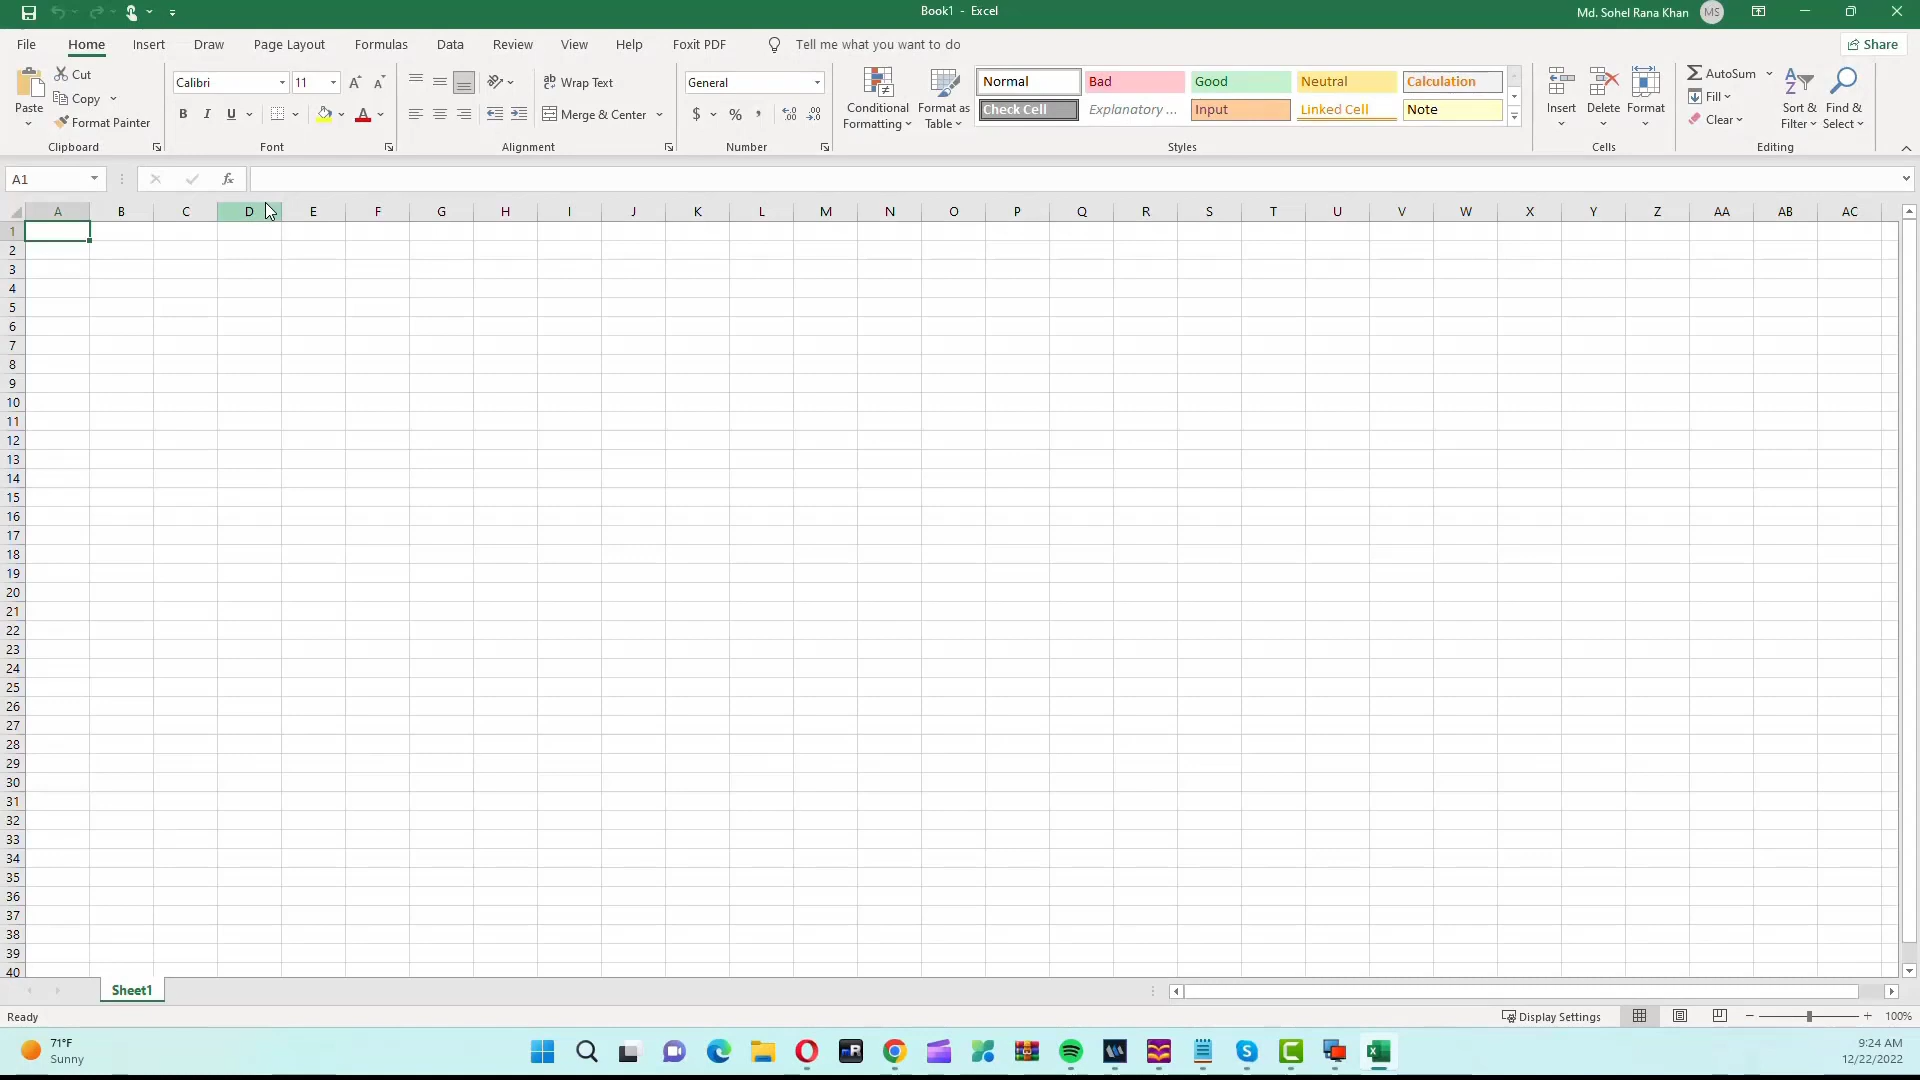 Book1 - Excel
Md. Sohel Rana Khan MS
File Home Insert Draw Page Layout Formulas Data Review View Help Foxit PDF Tell me what you want to do Share
Paste
Cut
Copy
Format Painter
Clipboard
Calibri 11
B I U
Font
Wrap Text
Merge & Center
Alignment
General
$ % ,
Number
Conditional
Formatting
Format as
Table
Normal Bad Good Neutral Calculation
Check Cell Explanatory ... Input Linked Cell Note
Styles
Insert Delete Format
Cells
AutoSum
Fill
Clear
Sort &
Filter
Find &
Select
Editing
A1 fx
A B C D E F G H I J K L M N O P Q R S T U V W X Y Z AA AB AC
1
2
3
4
5
6
7
8
9
10
11
12
13
14
15
16
17
18
19
20
21
22
23
24
25
26
27
28
29
30
31
32
33
34
35
36
37
38
39
40
Sheet1
Ready Display Settings 100%
71°F
Sunny
9:24 AM
12/22/2022